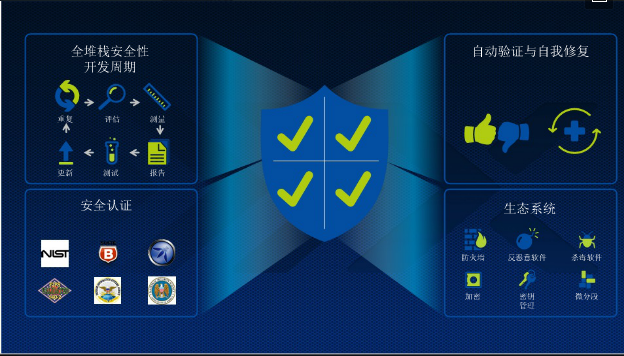 全堆栈安全性
开发周期
重复
评估
测量
更新
测试
报告
自动验证与自我修复
安全认证
NIST
B
生态系统
防火墙
反恶意软件
杀毒软件
加密
密钥
管理
微分段